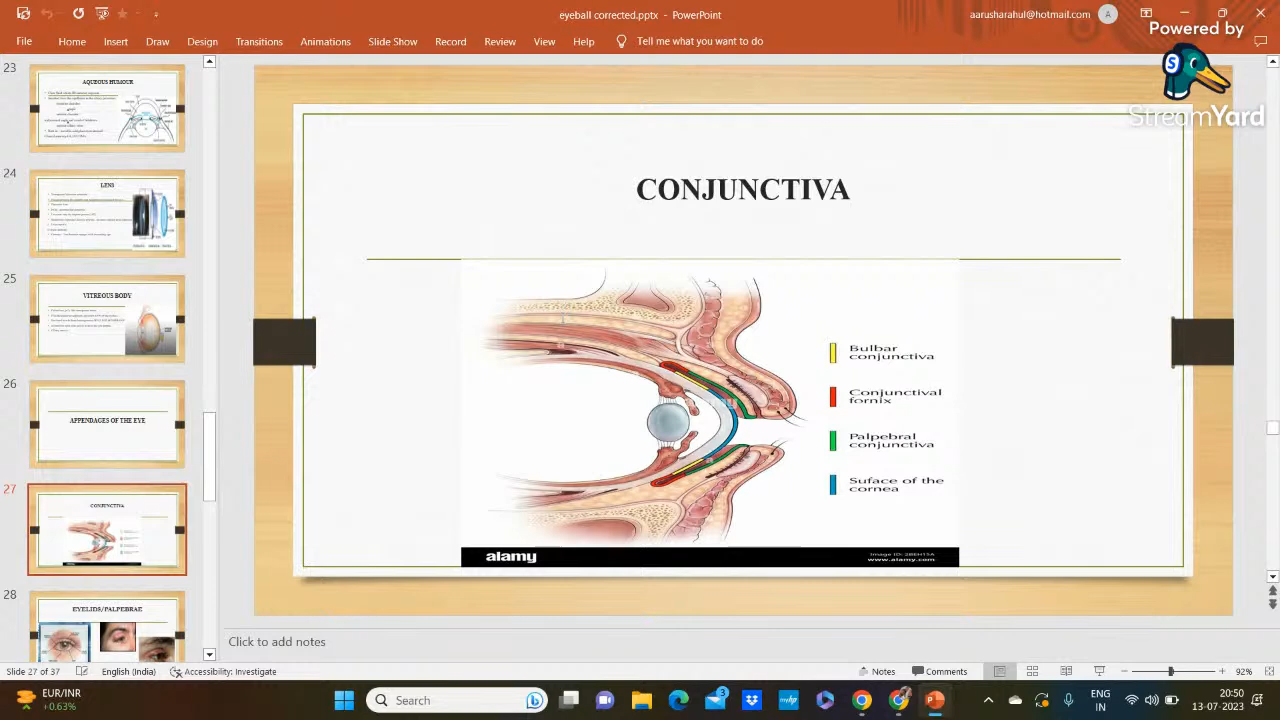 eyeball corrected.pptx - PowerPoint
aarusharahul@hotmail.com
A
Powered by
StreamYard
File Home Insert Draw Design Transitions Animations Slide Show Record Review View Help Tell me what you want to do
23
AQUEOUS HUMOUR
24
LENS
25
VITREOUS BODY
26
APPENDAGES OF THE EYE
27
CONJUNCTIVA
28
EYELIDS/PALPEBRAE
CONJUNCTIVA
Bulbar
conjunctiva
Conjunctival
fornix
Palpebral
conjunctiva
Suface of the
cornea
alamy
www.alamy.com
Click to add notes
Slide 27 of 37 English (India) Accessibility: Investigate
Notes Comments 92%
EUR/INR
+0.63%
Search
3
ENG
IN
20:50
13-07-2023